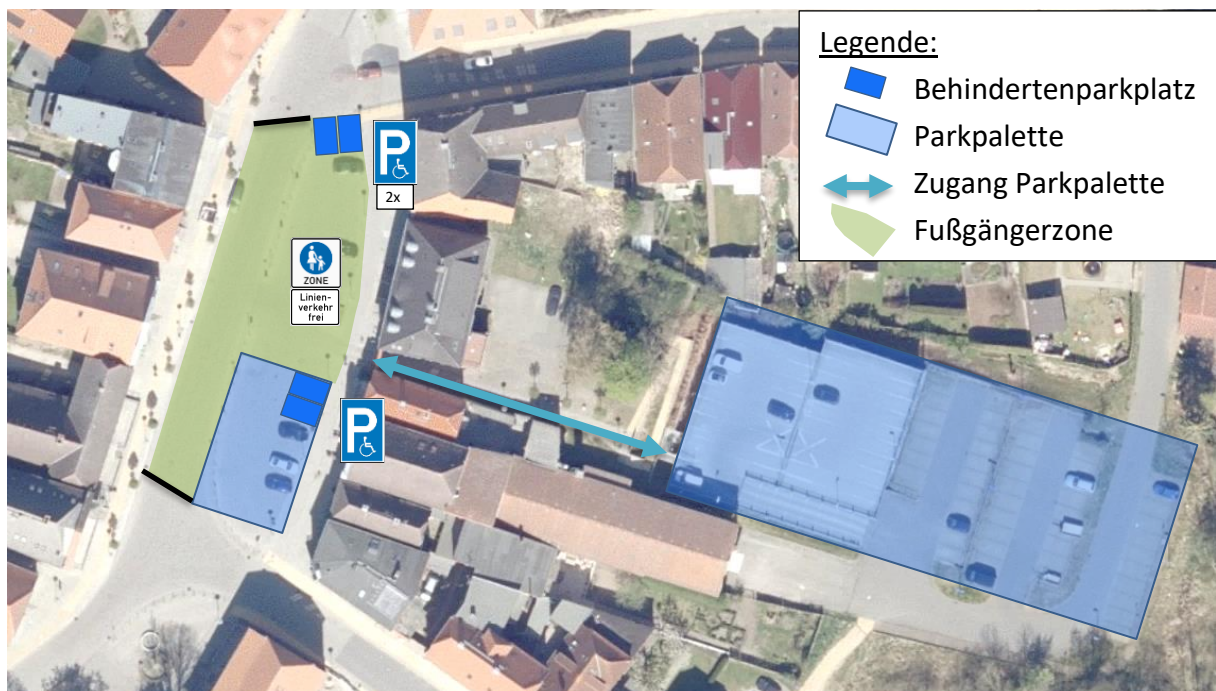 Legende:
Behindertenparkplatz
Parkpalette
Zugang Parkpalette
Fußgängerzone
P
2x
ZONE
Linien-
verkehr
frei
P